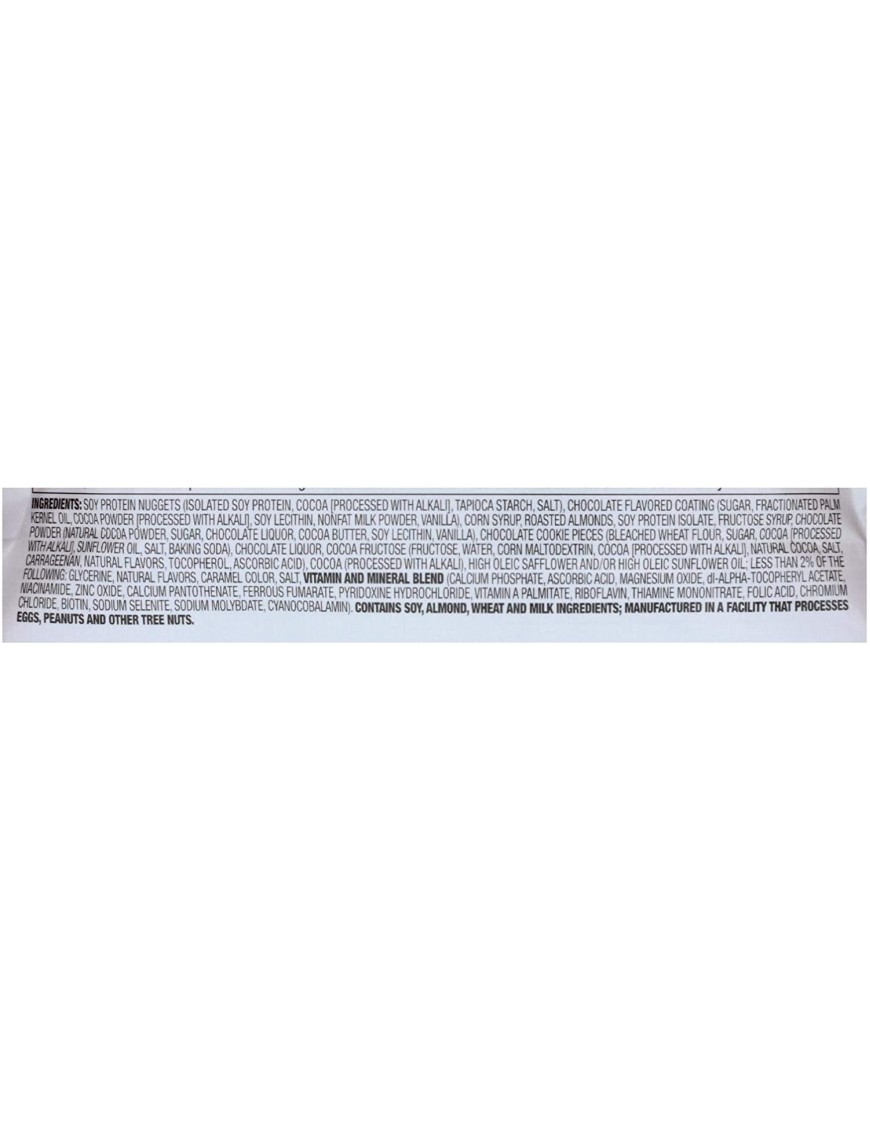 INGREDIENTS: SOY PROTEIN NUGGETS (ISOLATED SOY PROTEIN, COCOA [PROCESSED WITH ALKALI], TAPIOCA STARCH, SALT), CHOCOLATE FLAVORED COATING (SUGAR, FRACTIONATED PALM
KERNEL OIL, COCOA POWDER [PROCESSED WITH ALKALI], SOY LECITHIN, NONFAT MILK POWDER, VANILLA), CORN SYRUP, ROASTED ALMONDS, SOY PROTEIN ISOLATE, FRUCTOSE SYRUP, CHOCOLATE
POWDER (NATURAL COCOA POWDER, SUGAR, CHOCOLATE LIQUOR, COCOA BUTTER, SOY LECITHIN, VANILLA), CHOCOLATE COOKIE PIECES (BLEACHED WHEAT FLOUR, SUGAR, COCOA [PROCESSED
WITH ALKALI], SUNFLOWER OIL, SALT, BAKING SODA), CHOCOLATE LIQUOR, COCOA FRUCTOSE (FRUCTOSE, WATER, CORN MALTODEXTRIN, COCOA [PROCESSED WITH ALKALI], NATURAL COCOA, SALT,
CARRAGEENAN, NATURAL FLAVORS, TOCOPHEROL, ASCORBIC ACID), COCOA (PROCESSED WITH ALKALI), HIGH OLEIC SAFFLOWER AND/OR HIGH OLEIC SUNFLOWER OIL; LESS THAN 2% OF THE
FOLLOWING: GLYCERINE, NATURAL FLAVORS, CARAMEL COLOR, SALT, VITAMIN AND MINERAL BLEND (CALCIUM PHOSPHATE, ASCORBIC ACID, MAGNESIUM OXIDE, dl-ALPHA-TOCOPHERYL ACETATE,
NIACINAMIDE, ZINC OXIDE, CALCIUM PANTOTHENATE, FERROUS FUMARATE, PYRIDOXINE HYDROCHLORIDE, VITAMIN A PALMITATE, RIBOFLAVIN, THIAMINE MONONITRATE, FOLIC ACID, CHROMIUM
CHLORIDE, BIOTIN, SODIUM SELENITE, SODIUM MOLYBDATE, CYANOCOBALAMIN). CONTAINS SOY, ALMOND, WHEAT AND MILK INGREDIENTS; MANUFACTURED IN A FACILITY THAT PROCESSES
EGGS, PEANUTS AND OTHER TREE NUTS.